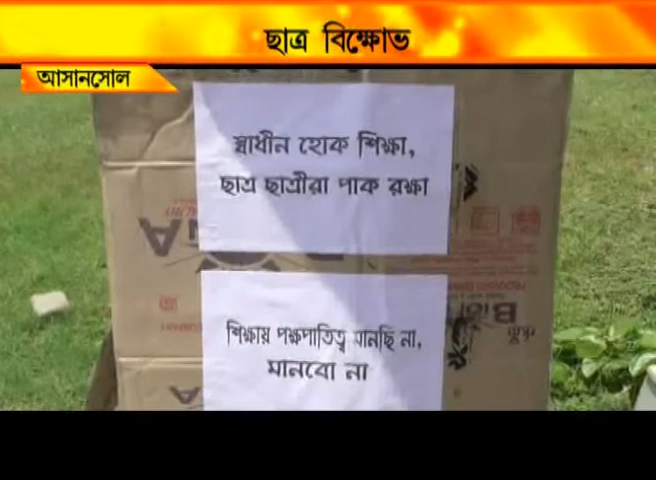 ছাত্র বিক্ষোভ
আসানসোল
স্বাধীন হোক শিক্ষা,
ছাত্র ছাত্রীরা পাক রক্ষা
শিক্ষায় পক্ষপাতিত্ব মানছি না,
মানবো না